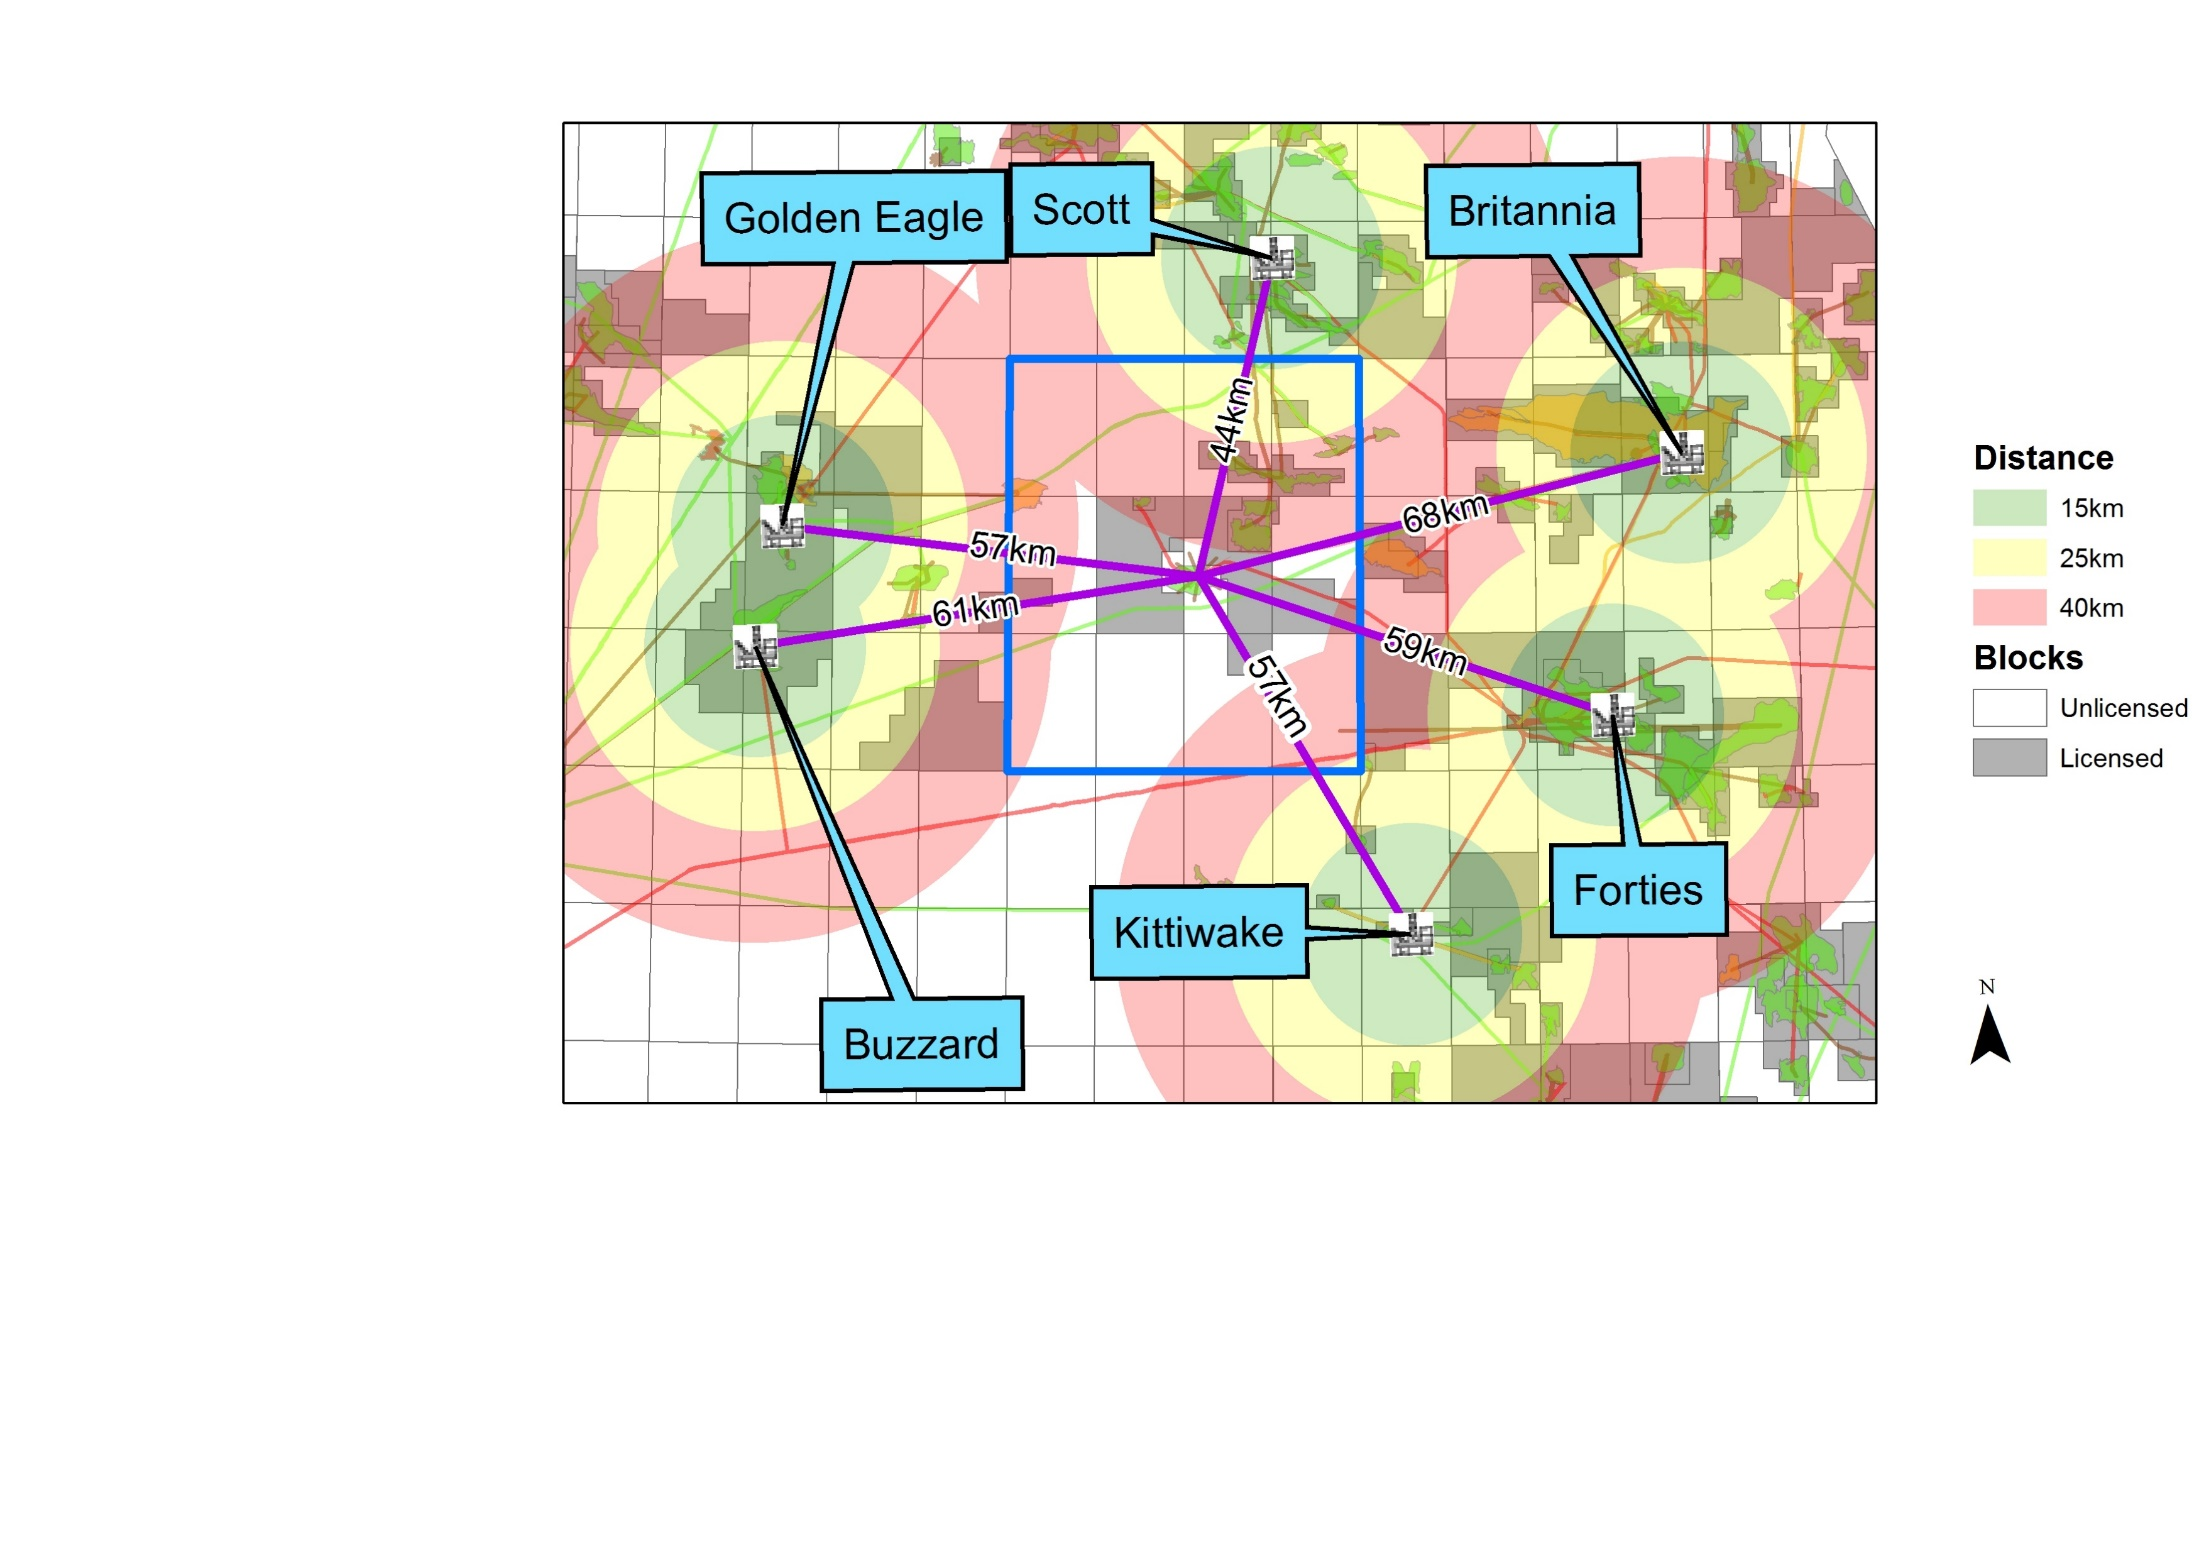 Golden Eagle
Scott
Britannia
44km
68km
57km
61km
59km
57km
Kittiwake
Forties
Buzzard
Distance
15km
25km
40km
Blocks
Unlicensed
Licensed
N